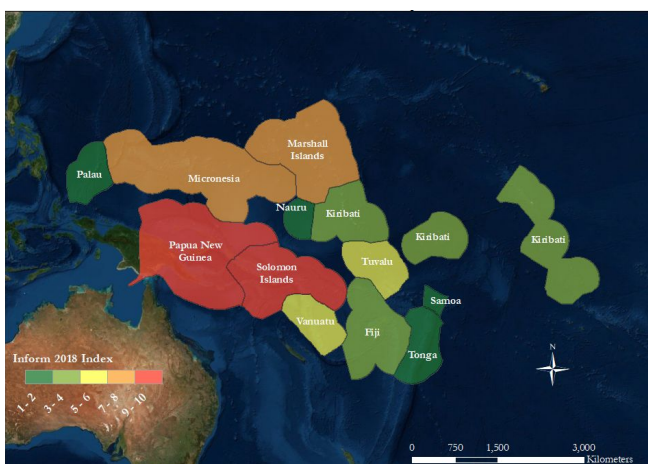 Marshall
Islands
Palau
Micronesia
Nauru
Kiribati
Papua New
Guinea
Kiribati
Kiribati
Solomon
Islands
Tuvalu
Samoa
Vanuatu
Fiji
Tonga
Inform 2018 Index
1 - 2
3 - 4
5 - 6
7 - 8
9 - 10
N
0 750 1,500 3,000
Kilometers